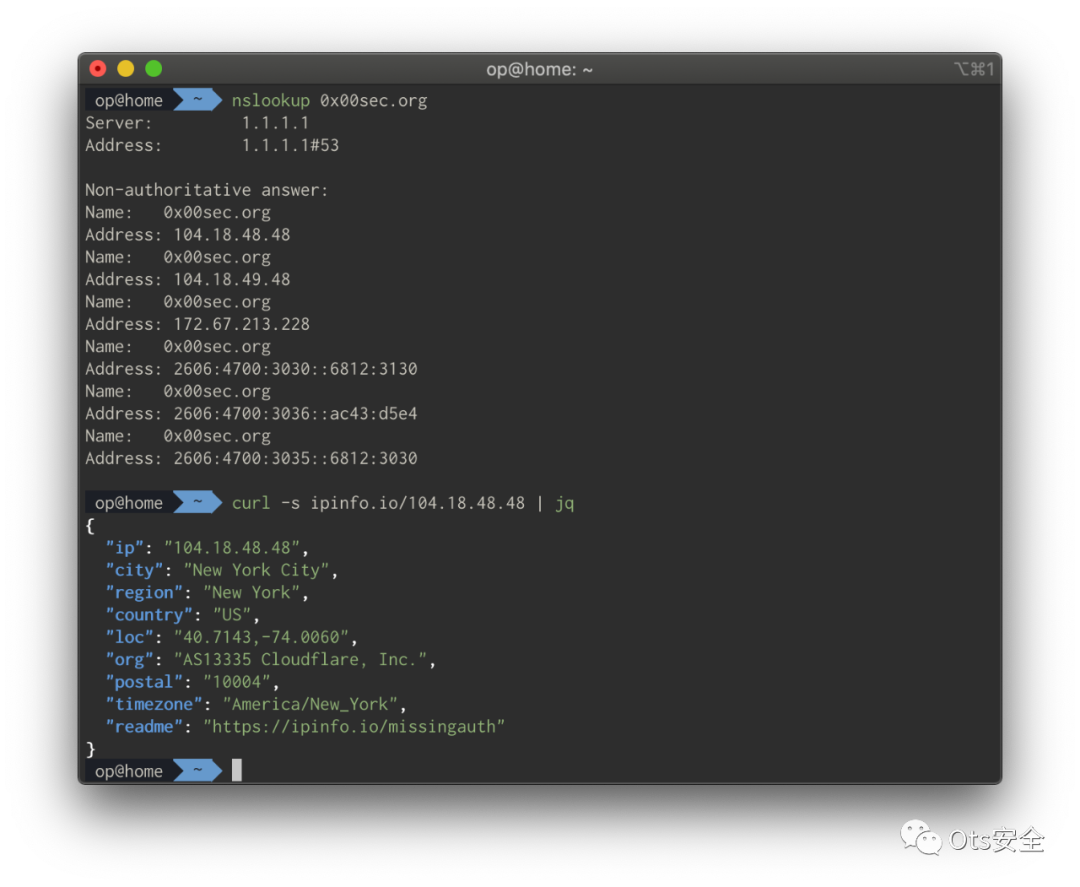 op@home: ~
⌥⌘1
op@home ~ nslookup 0x00sec.org
Server: 1.1.1.1
Address: 1.1.1.1#53
Non-authoritative answer:
Name: 0x00sec.org
Address: 104.18.48.48
Name: 0x00sec.org
Address: 104.18.49.48
Name: 0x00sec.org
Address: 172.67.213.228
Name: 0x00sec.org
Address: 2606:4700:3030::6812:3130
Name: 0x00sec.org
Address: 2606:4700:3036::ac43:d5e4
Name: 0x00sec.org
Address: 2606:4700:3035::6812:3030
op@home ~ curl -s ipinfo.io/104.18.48.48 | jq
{
"ip": "104.18.48.48",
"city": "New York City",
"region": "New York",
"country": "US",
"loc": "40.7143,-74.0060",
"org": "AS13335 Cloudflare, Inc.",
"postal": "10004",
"timezone": "America/New_York",
"readme": "https://ipinfo.io/missingauth"
}
op@home ~
Ots安全